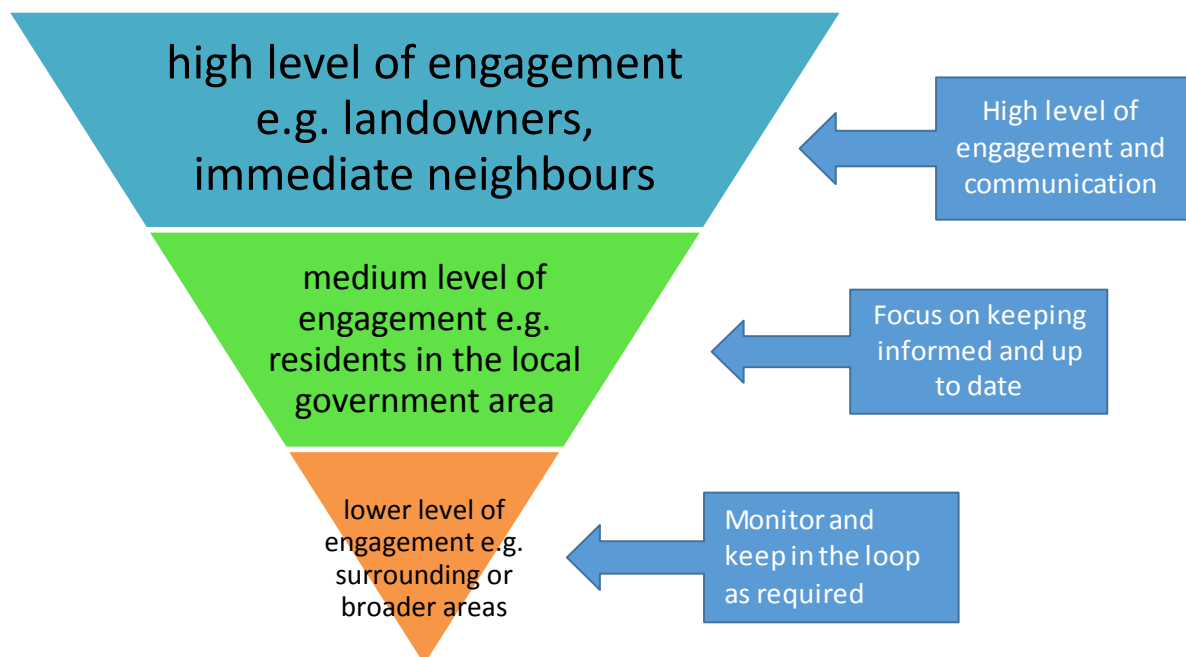 high level of engagement
e.g. landowners,
immediate neighbours
High level of
engagement and
communication
medium level of
engagement e.g.
residents in the local
government area
Focus on keeping
informed and up
to date
lower level of
engagement e.g.
surrounding or
broader areas
Monitor and
keep in the loop
as required